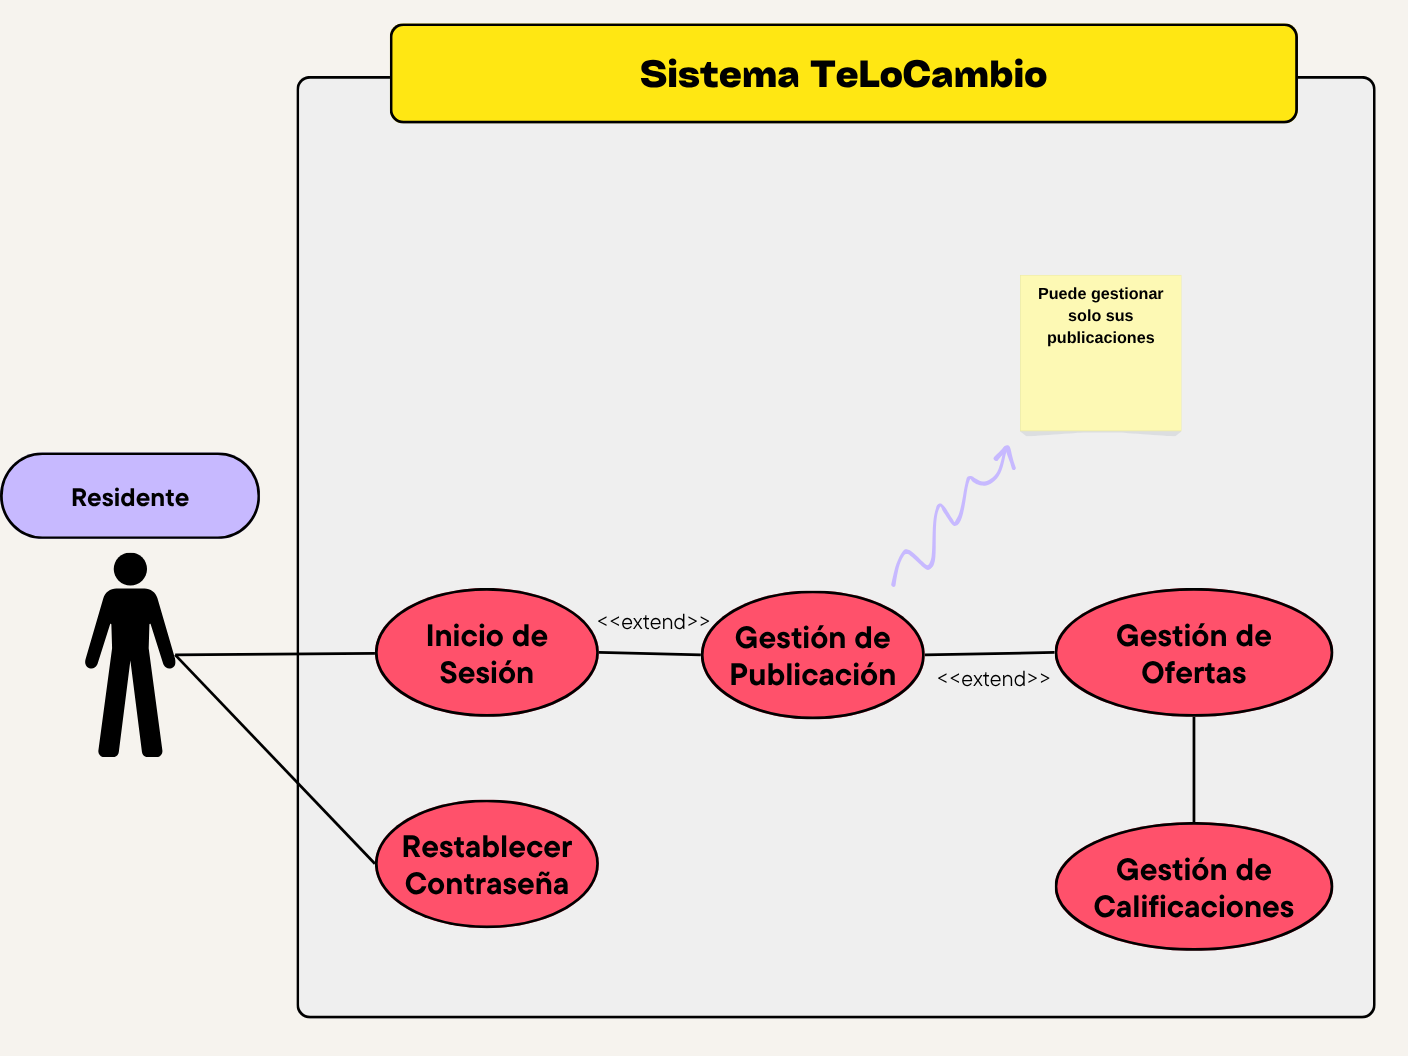 Sistema TeLoCambio
Puede gestionar
solo sus
publicaciones
Residente
Inicio de
Sesión
<<extend>>
Gestión de
Publicación
<<extend>>
Gestión de
Ofertas
Restablecer
Contraseña
Gestión de
Calificaciones